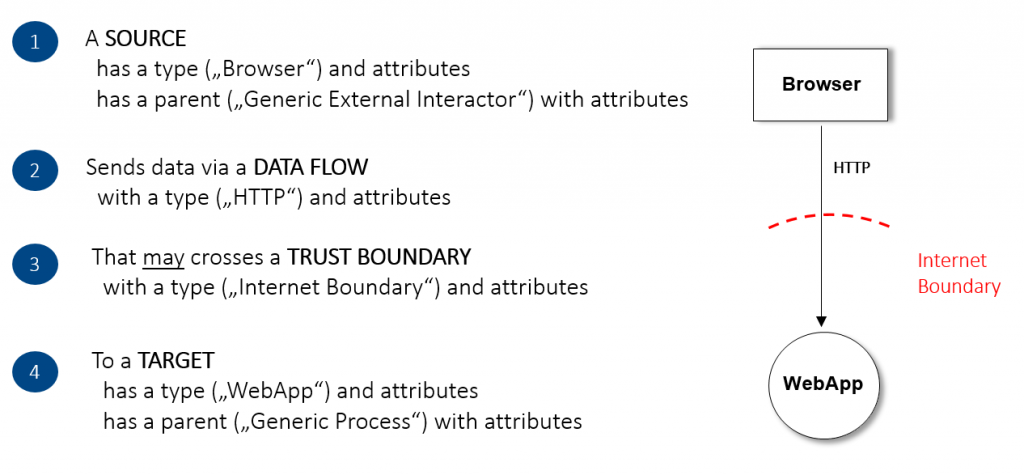 1
A SOURCE
has a type („Browser“) and attributes
has a parent („Generic External Interactor“) with attributes
2
Sends data via a DATA FLOW
with a type („HTTP“) and attributes
3
That may crosses a TRUST BOUNDARY
with a type („Internet Boundary“) and attributes
4
To a TARGET
has a type („WebApp“) and attributes
has a parent („Generic Process“) with attributes
Browser
HTTP
Internet
Boundary
WebApp